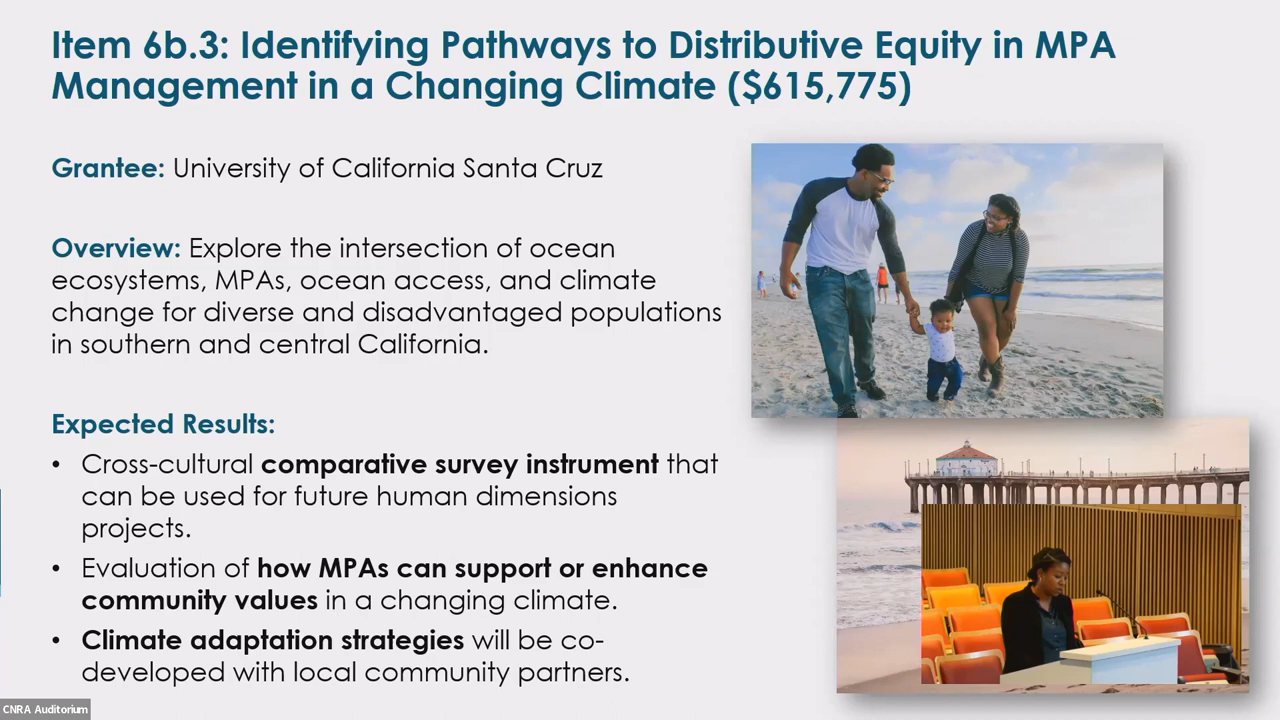 Item 6b.3: Identifying Pathways to Distributive Equity in MPA
Management in a Changing Climate ($615,775)
Grantee: University of California Santa Cruz
Overview: Explore the intersection of ocean
ecosystems, MPAs, ocean access, and climate
change for diverse and disadvantaged populations
in southern and central California.
Expected Results:
• Cross-cultural comparative survey instrument that
can be used for future human dimensions
projects.
• Evaluation of how MPAs can support or enhance
community values in a changing climate.
• Climate adaptation strategies will be co-
developed with local community partners.
CNRA Auditorium